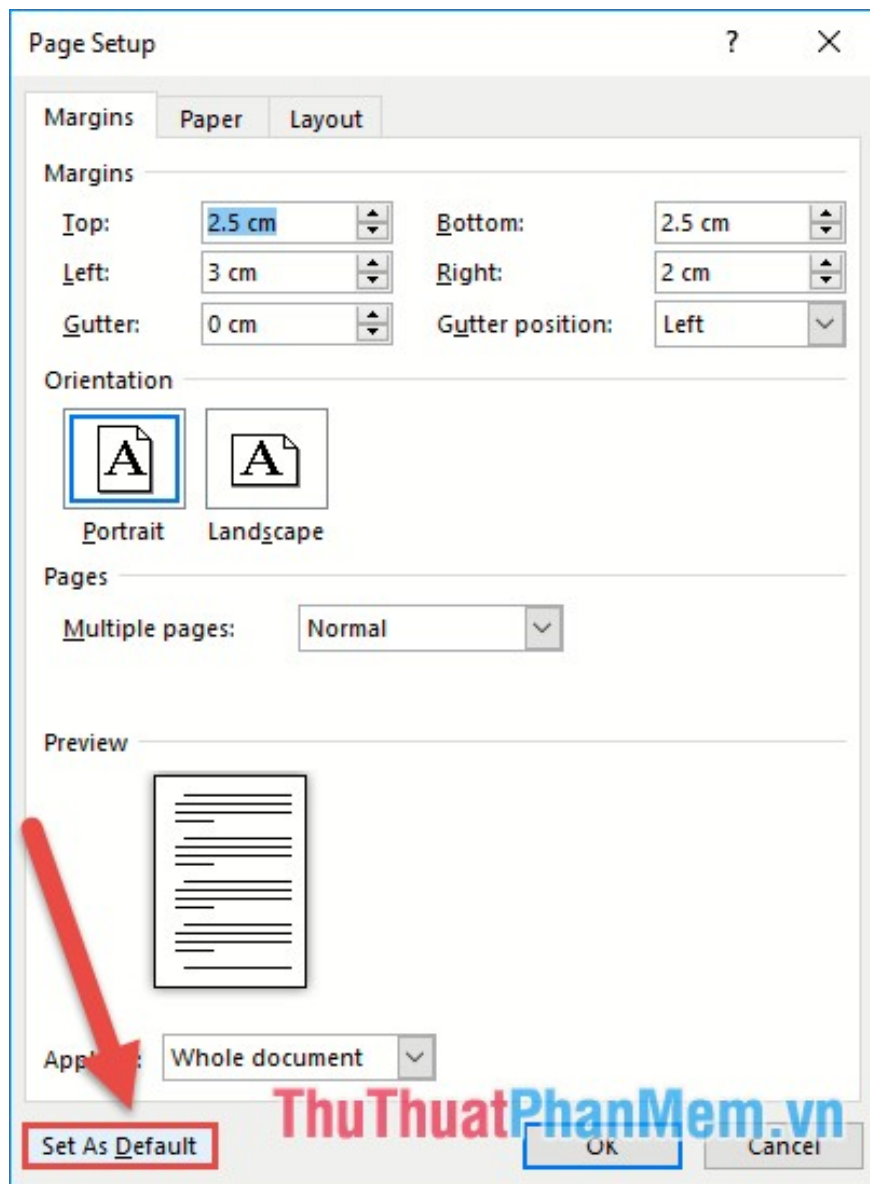 Page Setup ?
Margins Paper Layout
Margins
Top: 2.5 cm Bottom: 2.5 cm
Left: 3 cm Right: 2 cm
Gutter: 0 cm Gutter position: Left
Orientation
A A
Portrait Landscape
Pages
Multiple pages: Normal
Preview
Whole document
ThuThuatPhanMem.vn
Set As Default OK Cancel